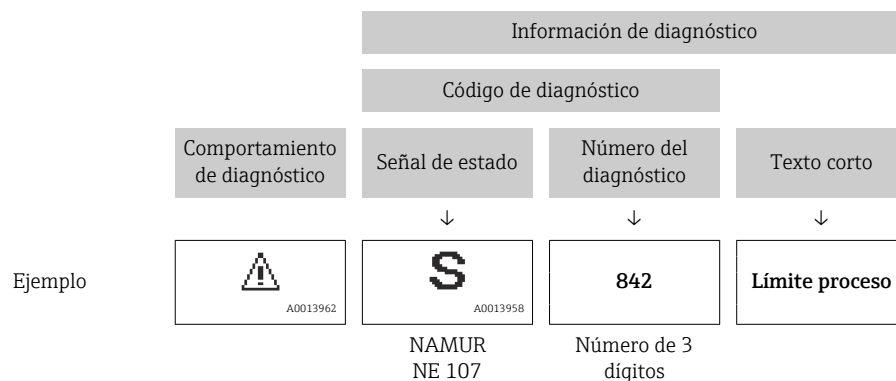 Información de diagnóstico
Código de diagnóstico
Comportamiento
de diagnóstico
Señal de estado
Número del
diagnóstico
Texto corto
↓
↓
↓
Ejemplo
A0013962
S
A0013958
842
Límite proceso
NAMUR
NE 107
Número de 3
dígitos